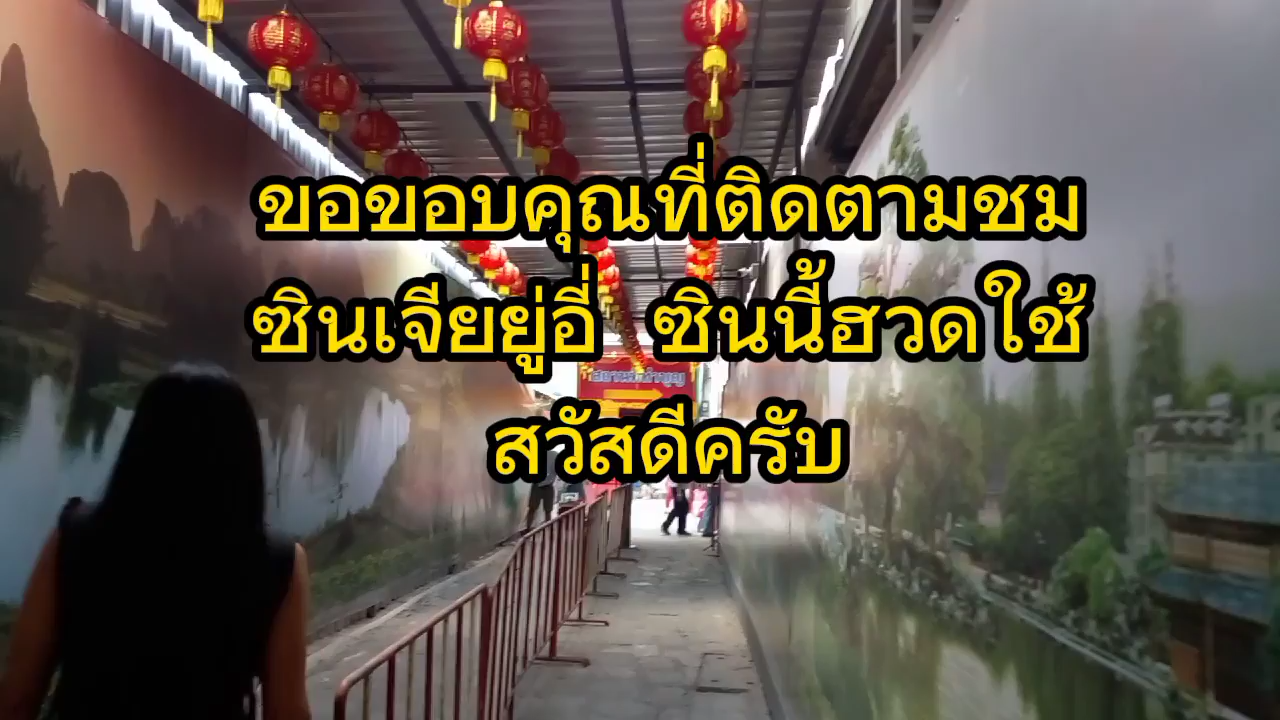 ขอขอบคุณที่ติดตามชม
ซินเจียยู่อี่ ซินนี้ฮวดใช้
สวัสดีครับ